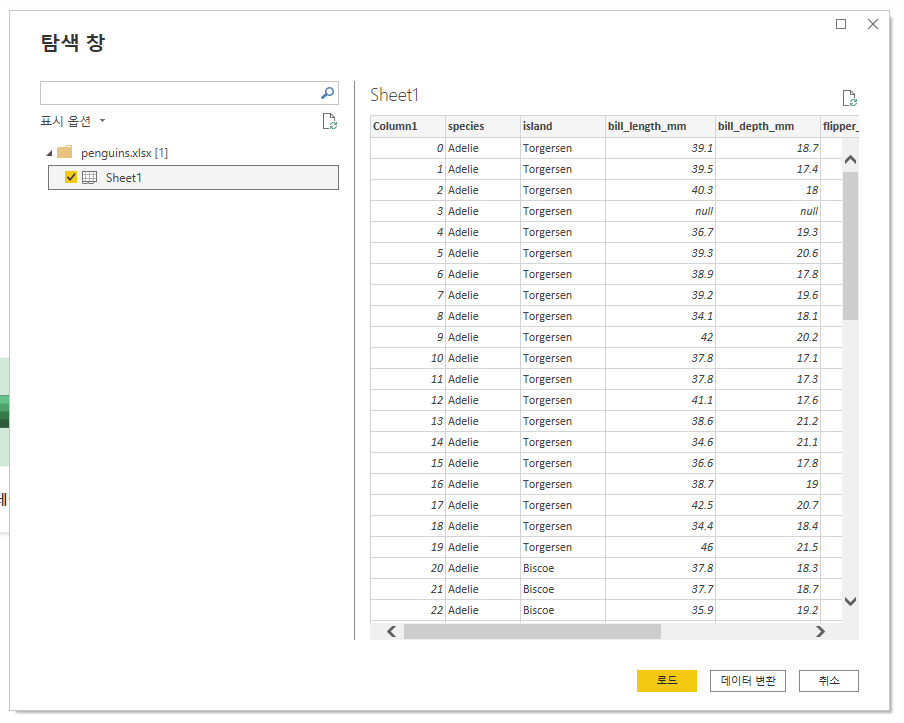 탐색 창
표시 옵션
penguins.xlsx [1]
Sheet1
Sheet1
Column1 species island bill_length_mm bill_depth_mm flipper_
0 Adelie Torgersen 39.1 18.7
1 Adelie Torgersen 39.5 17.4
2 Adelie Torgersen 40.3 18
3 Adelie Torgersen null null
4 Adelie Torgersen 36.7 19.3
5 Adelie Torgersen 39.3 20.6
6 Adelie Torgersen 38.9 17.8
7 Adelie Torgersen 39.2 19.6
8 Adelie Torgersen 34.1 18.1
9 Adelie Torgersen 42 20.2
10 Adelie Torgersen 37.8 17.1
11 Adelie Torgersen 37.8 17.3
12 Adelie Torgersen 41.1 17.6
13 Adelie Torgersen 38.6 21.2
14 Adelie Torgersen 34.6 21.1
15 Adelie Torgersen 36.6 17.8
16 Adelie Torgersen 38.7 19
17 Adelie Torgersen 42.5 20.7
18 Adelie Torgersen 34.4 18.4
19 Adelie Torgersen 46 21.5
20 Adelie Biscoe 37.8 18.3
21 Adelie Biscoe 37.7 18.7
22 Adelie Biscoe 35.9 19.2
로드 데이터 변환 취소